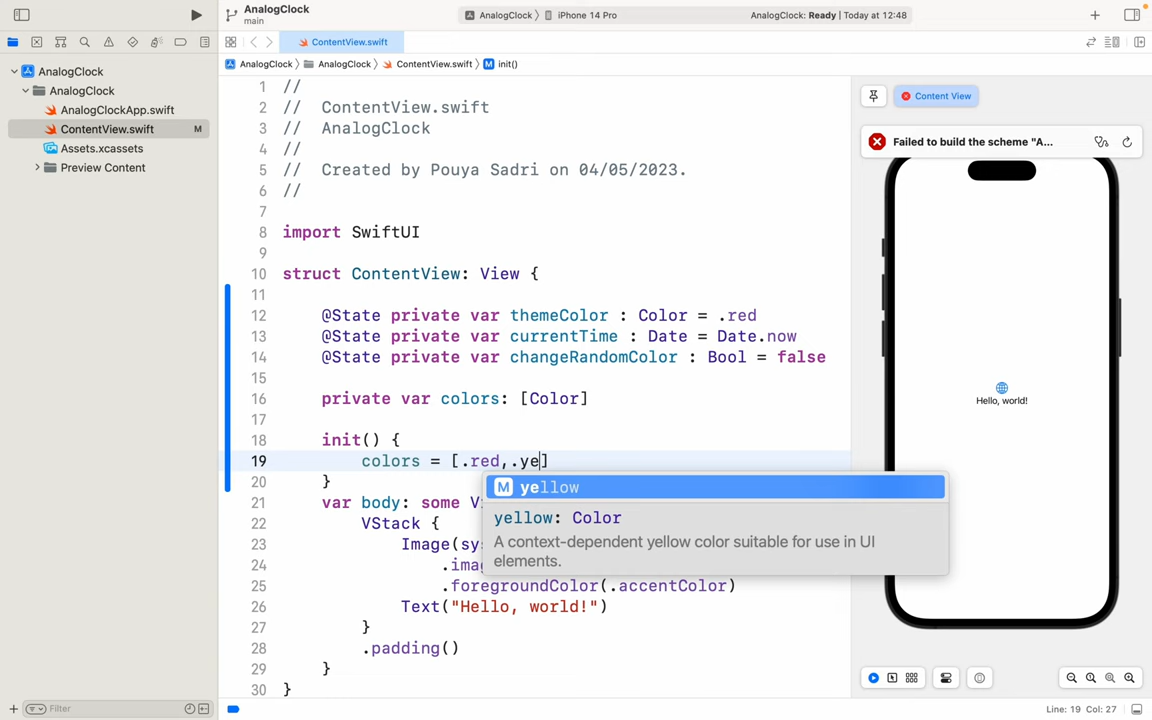 AnalogClock
main
AnalogClock
iPhone 14 Pro
AnalogClock: Ready | Today at 12:48
ContentView.swift
AnalogClock
AnalogClock
ContentView.swift
M init()
AnalogClock
AnalogClock
AnalogClockApp.swift
ContentView.swift M
Assets.xcassets
Preview Content
1 //
2 // ContentView.swift
3 // AnalogClock
4 //
5 // Created by Pouya Sadri on 04/05/2023.
6 //
7
8 import SwiftUI
9
10 struct ContentView: View {
11
12 @State private var themeColor : Color = .red
13 @State private var currentTime : Date = Date.now
14 @State private var changeRandomColor : Bool = false
15
16 private var colors: [Color]
17
18 init() {
19 colors = [.red,.ye]
20 }
21 var body: some V
22 VStack {
23 Image(sy
24 .ima
25 .foregroundColor(.accentColor)
26 Text("Hello, world!")
27 }
28 .padding()
29 }
30 }
M yellow
yellow: Color
A context-dependent yellow color suitable for use in UI
elements.
Content View
Failed to build the scheme "A...
Hello, world!
Filter
Line: 19 Col: 27